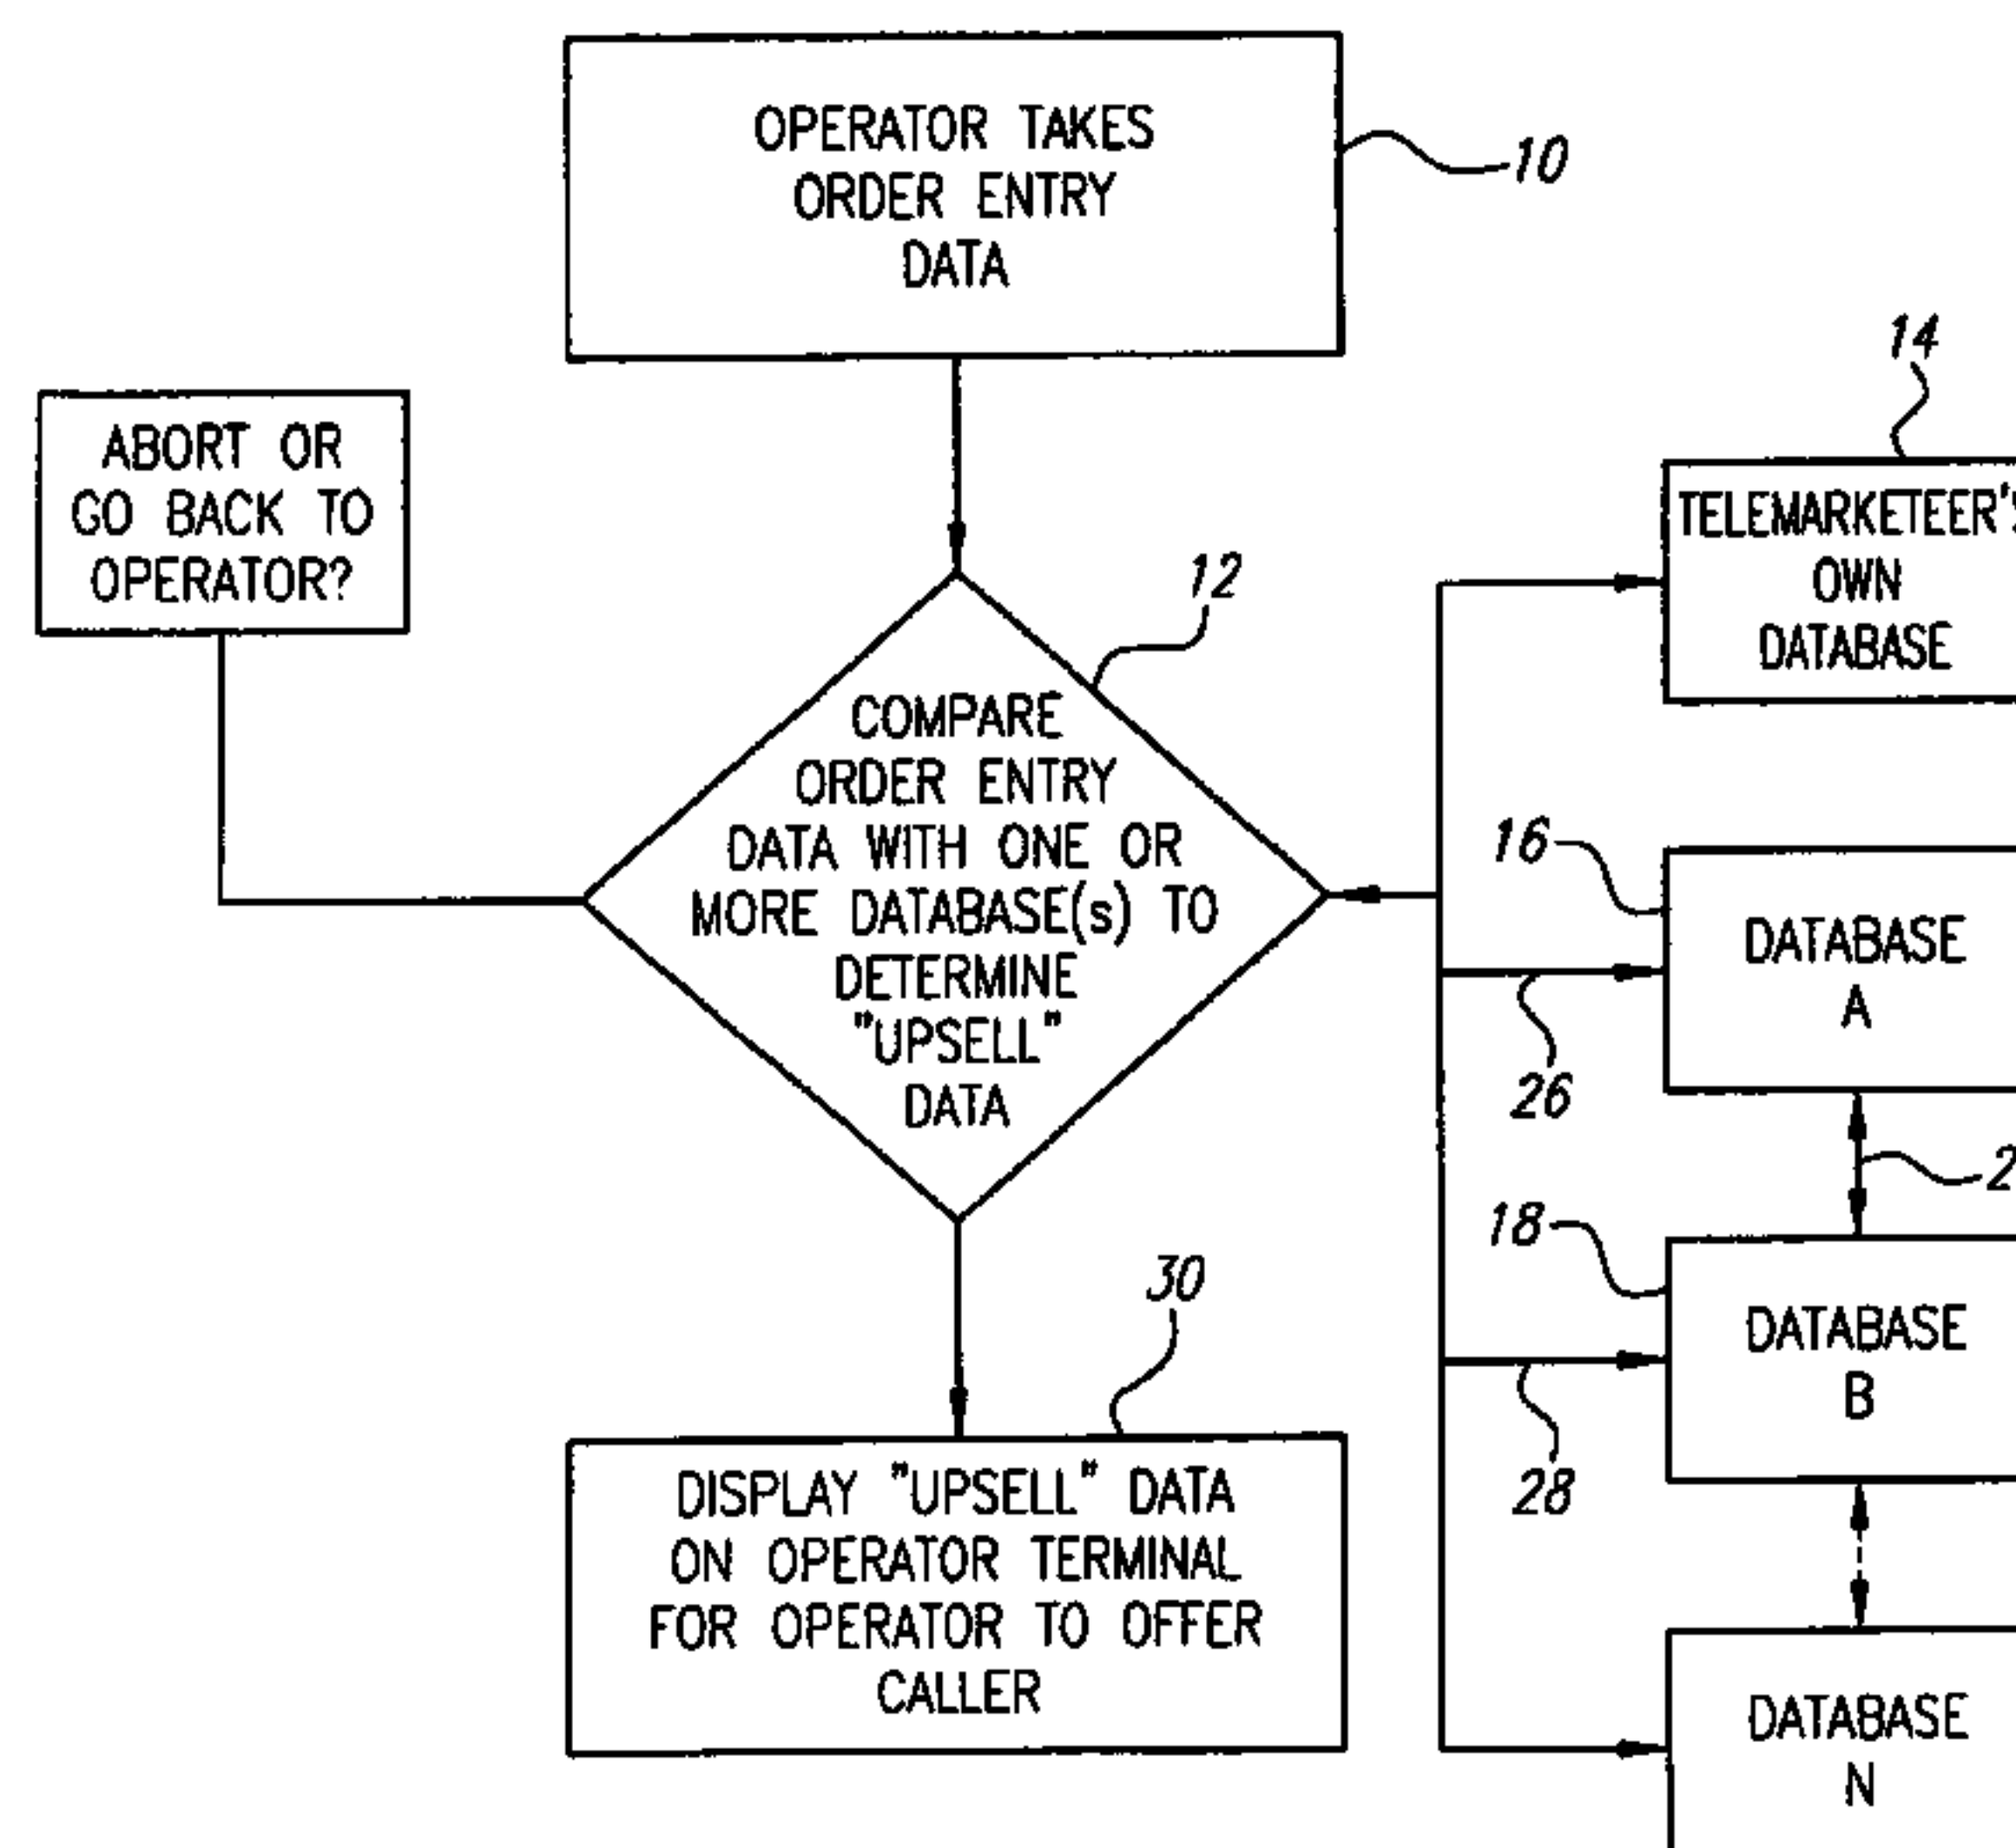 OPERATOR TAKES
ORDER ENTRY
DATA
10
ABORT OR
GO BACK TO
OPERATOR?
12
COMPARE
ORDER ENTRY
DATA WITH ONE OR
MORE DATABASE(s) TO
DETERMINE
"UPSELL"
DATA
14
TELEMARKETEER'S
OWN
DATABASE
16
DATABASE
A
26
18
DATABASE
B
28
30
DISPLAY "UPSELL" DATA
ON OPERATOR TERMINAL
FOR OPERATOR TO OFFER
CALLER
DATABASE
N